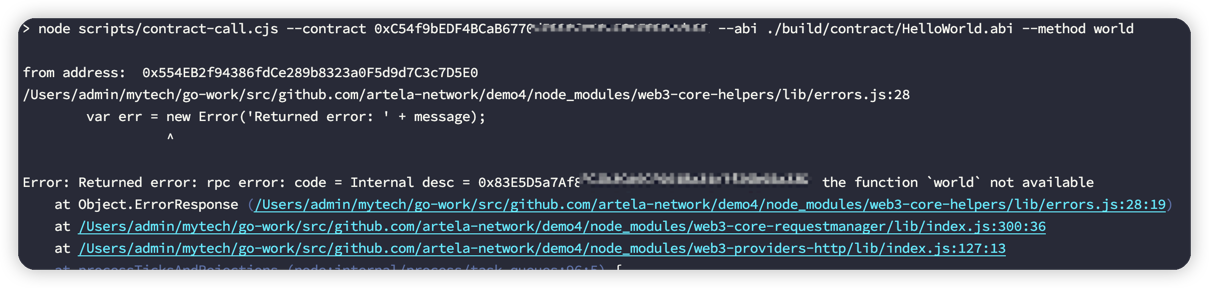 > node scripts/contract-call.cjs --contract 0xC54f9bEDF4BCaB6770 --abi ./build/contract/HelloWorld.abi --method world
from address:  0x554EB2f94386fdCe289b8323a0F5d9d7C3c7D5E0
/Users/admin/mytech/go-work/src/github.com/artela-network/demo4/node_modules/web3-core-helpers/lib/errors.js:28
var err = new Error('Returned error: ' + message);
^
Error: Returned error: rpc error: code = Internal desc = 0x83E5D5a7Af8 the function `world` not available
at Object.ErrorResponse (/Users/admin/mytech/go-work/src/github.com/artela-network/demo4/node_modules/web3-core-helpers/lib/errors.js:28:19)
at /Users/admin/mytech/go-work/src/github.com/artela-network/demo4/node_modules/web3-core-requestmanager/lib/index.js:300:36
at /Users/admin/mytech/go-work/src/github.com/artela-network/demo4/node_modules/web3-providers-http/lib/index.js:127:13
at processTicksAndRejections (node:internal/process/task_queues:96:5) {